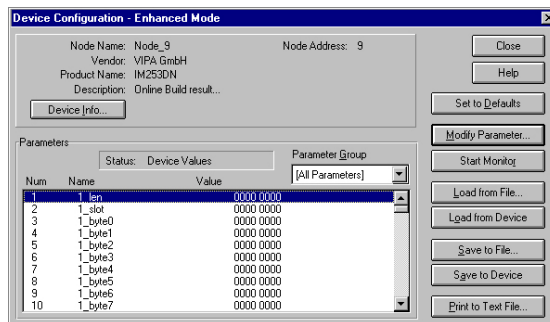 Device Configuration - Enhanced Mode
Node Name: Node_9 Node Address: 9
Vendor: VIPA GmbH
Product Name: IM253DN
Description: Online Build result...
Device Info...
Close
Help
Set to Defaults
Modify Parameter...
Start Monitor
Load from File...
Load from Device
Save to File...
Save to Device
Print to Text File...
Parameters
Status: Device Values
Parameter Group
[All Parameters]
Num Name Value
1 1_len 0000 0000
2 1_slot 0000 0000
3 1_byte0 0000 0000
4 1_byte1 0000 0000
5 1_byte2 0000 0000
6 1_byte3 0000 0000
7 1_byte4 0000 0000
8 1_byte5 0000 0000
9 1_byte6 0000 0000
10 1_byte7 0000 0000